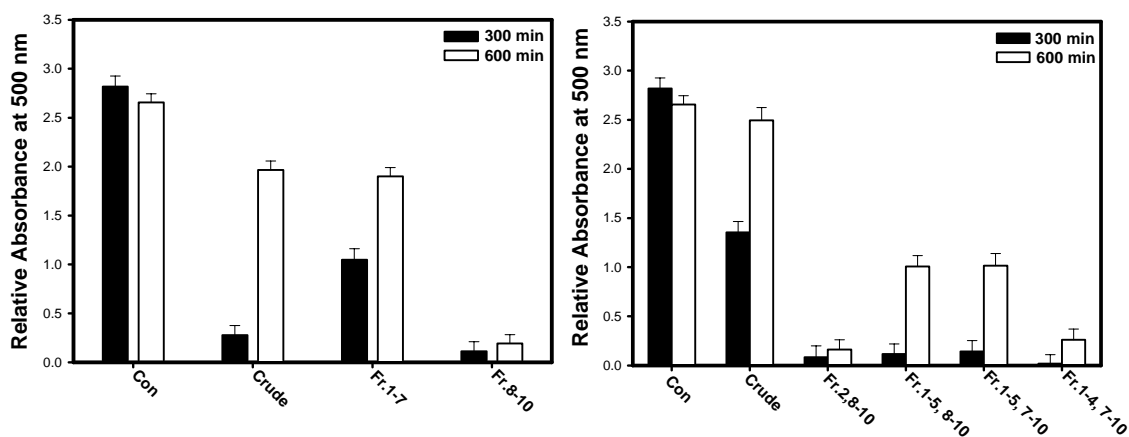 Relative Absorbance at 500 nm
3.5
3.0
2.5
2.0
1.5
1.0
0.5
0.0
300 min
600 min
Con
Crude
Fr.1-7
Fr.8-10
Relative Absorbance at 500 nm
3.5
3.0
2.5
2.0
1.5
1.0
0.5
0.0
300 min
600 min
Con
Crude
Fr.2,8-10
Fr.1-5, 8-10
Fr.1-5, 7-10
Fr.1-4, 7-10